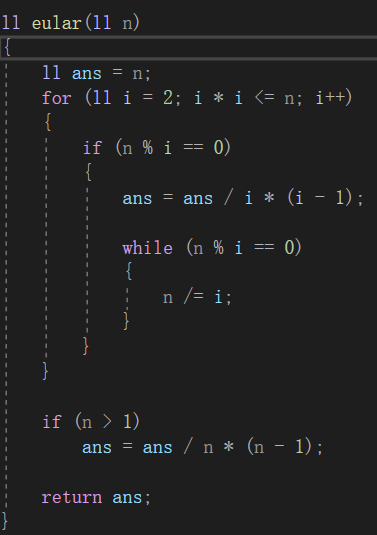 ll eular(ll n)
{
    ll ans = n;
    for (ll i = 2; i * i <= n; i++)
    {
        if (n % i == 0)
        {
            ans = ans / i * (i - 1);

            while (n % i == 0)
            {
                n /= i;
            }
        }
    }

    if (n > 1)
        ans = ans / n * (n - 1);

    return ans;
}